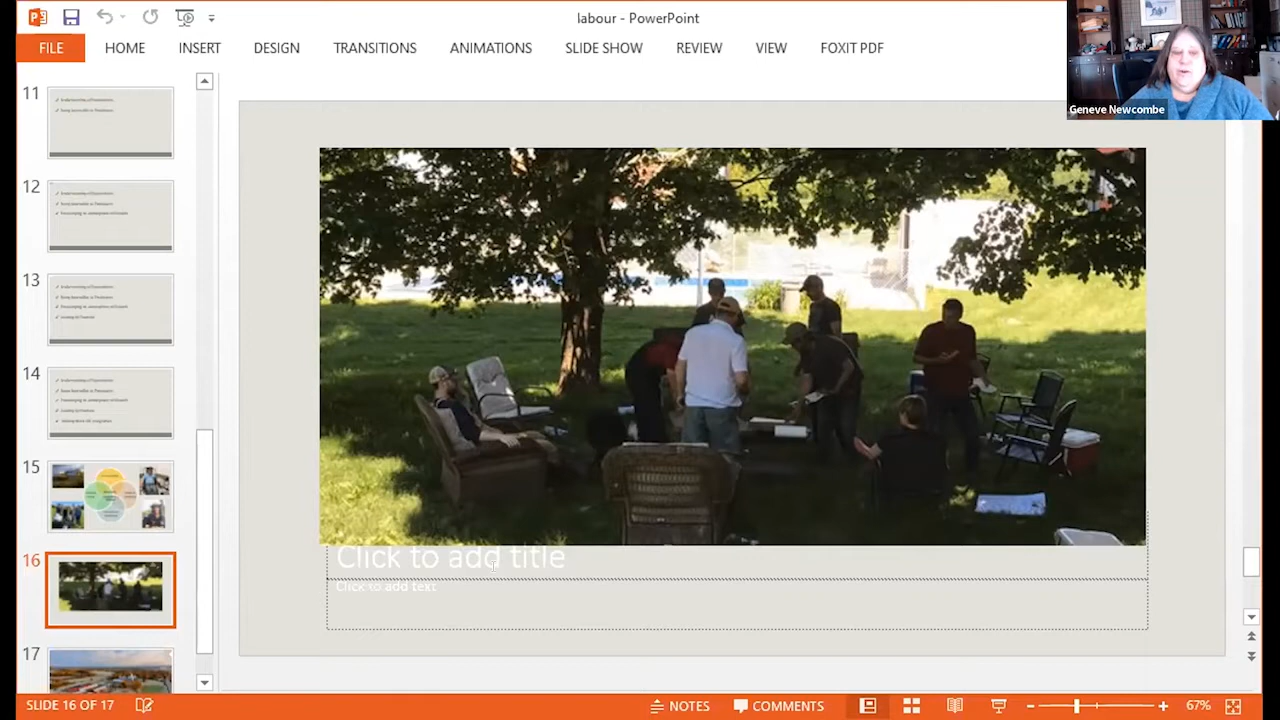 labour - PowerPoint
FILE HOME INSERT DESIGN TRANSITIONS ANIMATIONS SLIDE SHOW REVIEW VIEW FOXIT PDF
Geneve Newcombe
11
12
13
14
15
16
17
Click to add title
Click to add text
SLIDE 16 OF 17 NOTES COMMENTS 67%